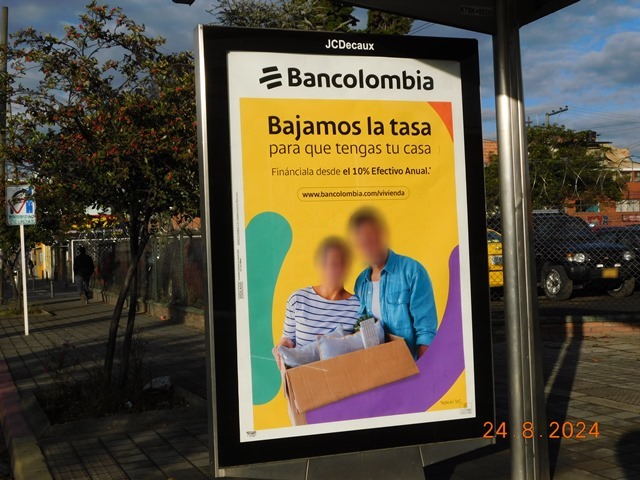 JCDecaux
Bancolombia
Bajamos la tasa
para que tengas tu casa
Fináncialа desde el 10% Efectivo Anual.*
www.bancolombia.com/vivienda
24 8 2024